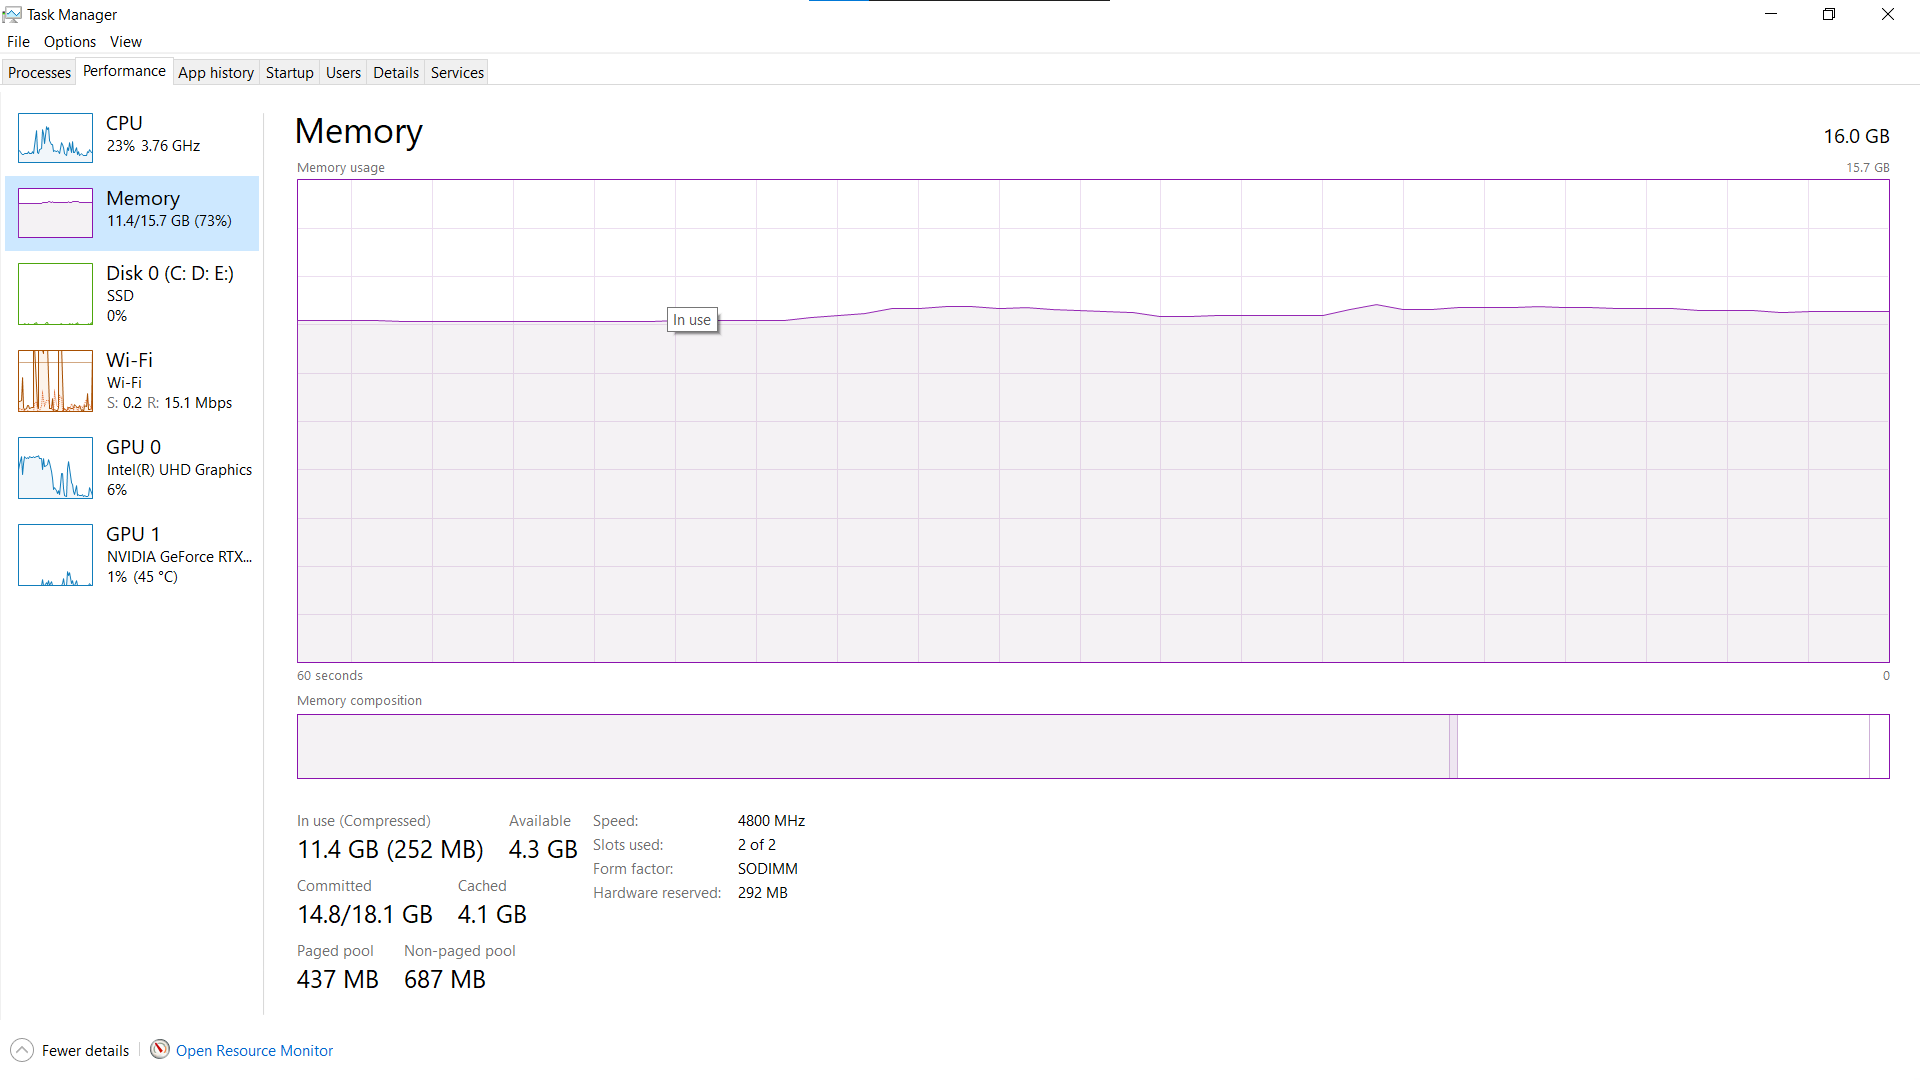 Task Manager
File Options View
Processes Performance App history Startup Users Details Services
CPU
23% 3.76 GHz
Memory
11.4/15.7 GB (73%)
Disk 0 (C: D: E:)
SSD
0%
Wi-Fi
Wi-Fi
S: 0.2 R: 15.1 Mbps
GPU 0
Intel(R) UHD Graphics
6%
GPU 1
NVIDIA GeForce RTX...
1% (45 °C)
Memory 16.0 GB
Memory usage 15.7 GB
In use
60 seconds 0
Memory composition
In use (Compressed) Available
11.4 GB (252 MB) 4.3 GB
Committed Cached
14.8/18.1 GB 4.1 GB
Paged pool Non-paged pool
437 MB 687 MB
Speed: 4800 MHz
Slots used: 2 of 2
Form factor: SODIMM
Hardware reserved: 292 MB
Fewer details Open Resource Monitor